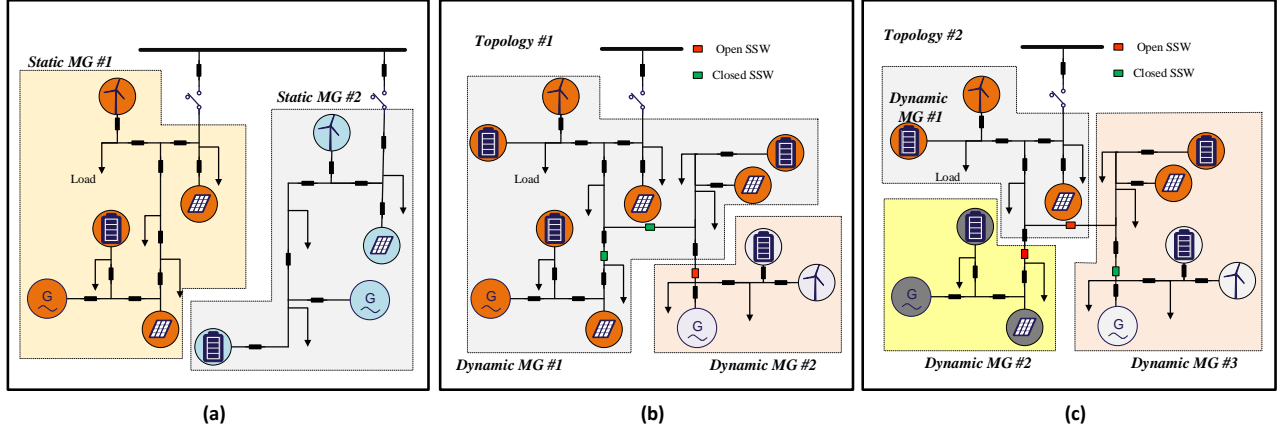 Static MG #1
Static MG #2
Load
G
G
(a)
Topology #1
Open SSW
Closed SSW
Load
G
G
Dynamic MG #1
Dynamic MG #2
(b)
Topology #2
Open SSW
Closed SSW
Dynamic
MG #1
Load
G
G
Dynamic MG #2
Dynamic MG #3
(c)